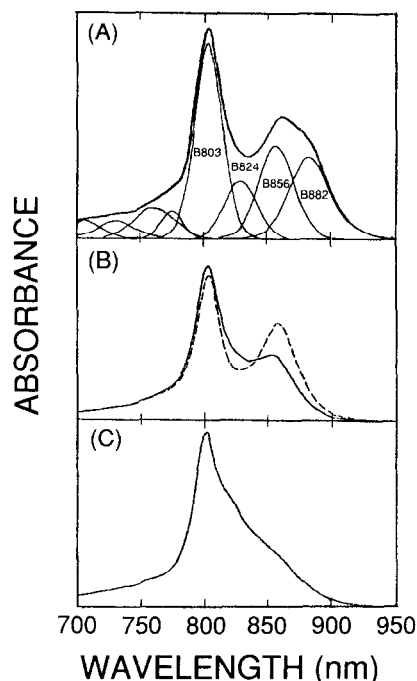 (A)
B803
B824
B856
B882
(B)
(C)
ABSORBANCE
700 750 800 850 900 950
WAVELENGTH (nm)